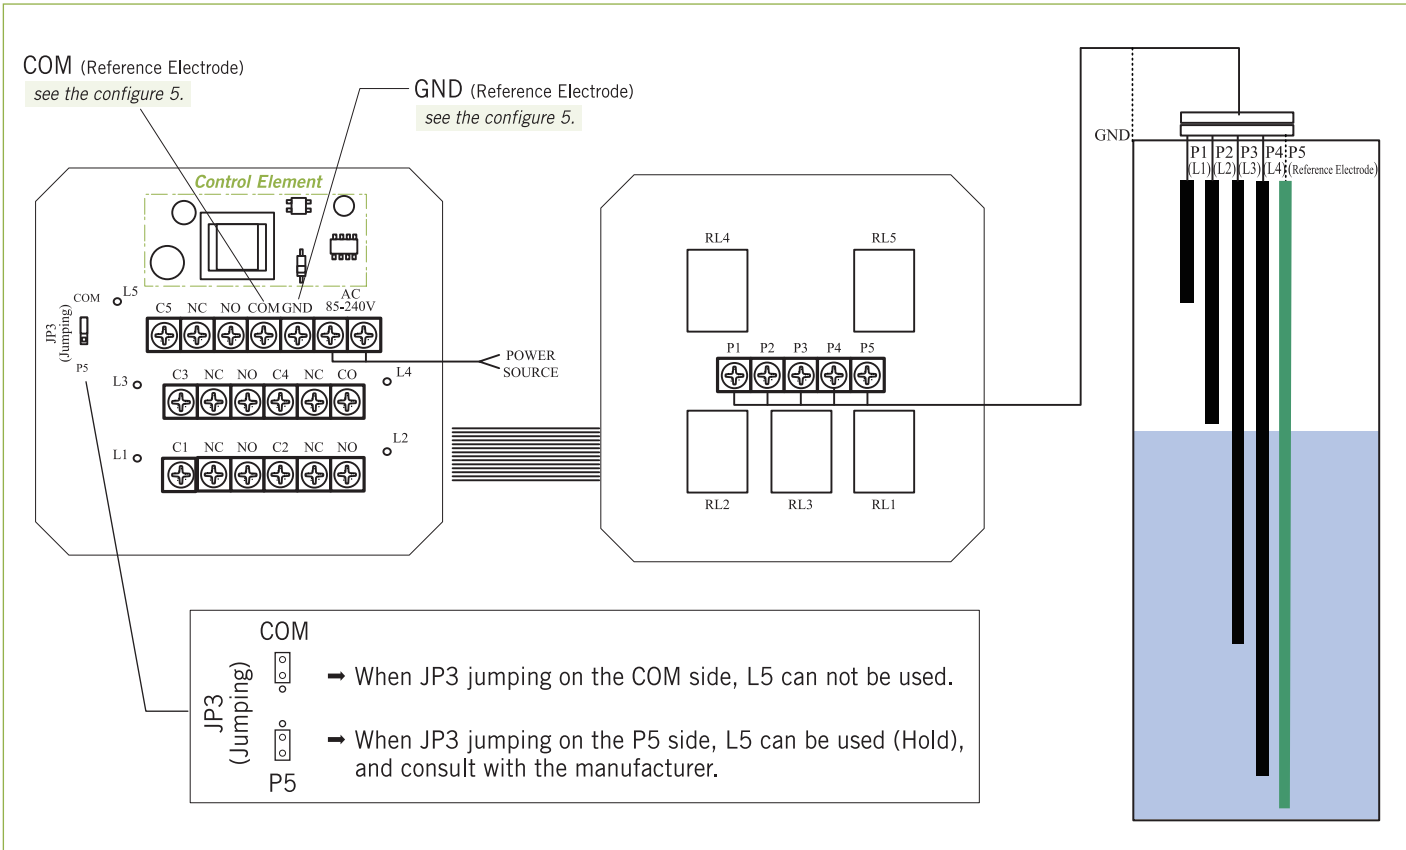 COM (Reference Electrode)
see the configure 5.
GND (Reference Electrode)
see the configure 5.
Control Element
COM
L5
JP3
(Jumping)
P5
AC
85-240V
C5 NC NO COM GND
POWER
SOURCE
L3
C3 NC NO C4 NC CO
L4
L1
C1 NC NO C2 NC NO
L2
RL4
RL5
P1 P2 P3 P4 P5
RL2
RL3
RL1
GND
P1 P2 P3 P4 P5
(L1) (L2) (L3) (L4) (Reference Electrode)
JP3
(Jumping)
COM
➡ When JP3 jumping on the COM side, L5 can not be used.
➡ When JP3 jumping on the P5 side, L5 can be used (Hold),
and consult with the manufacturer.
P5